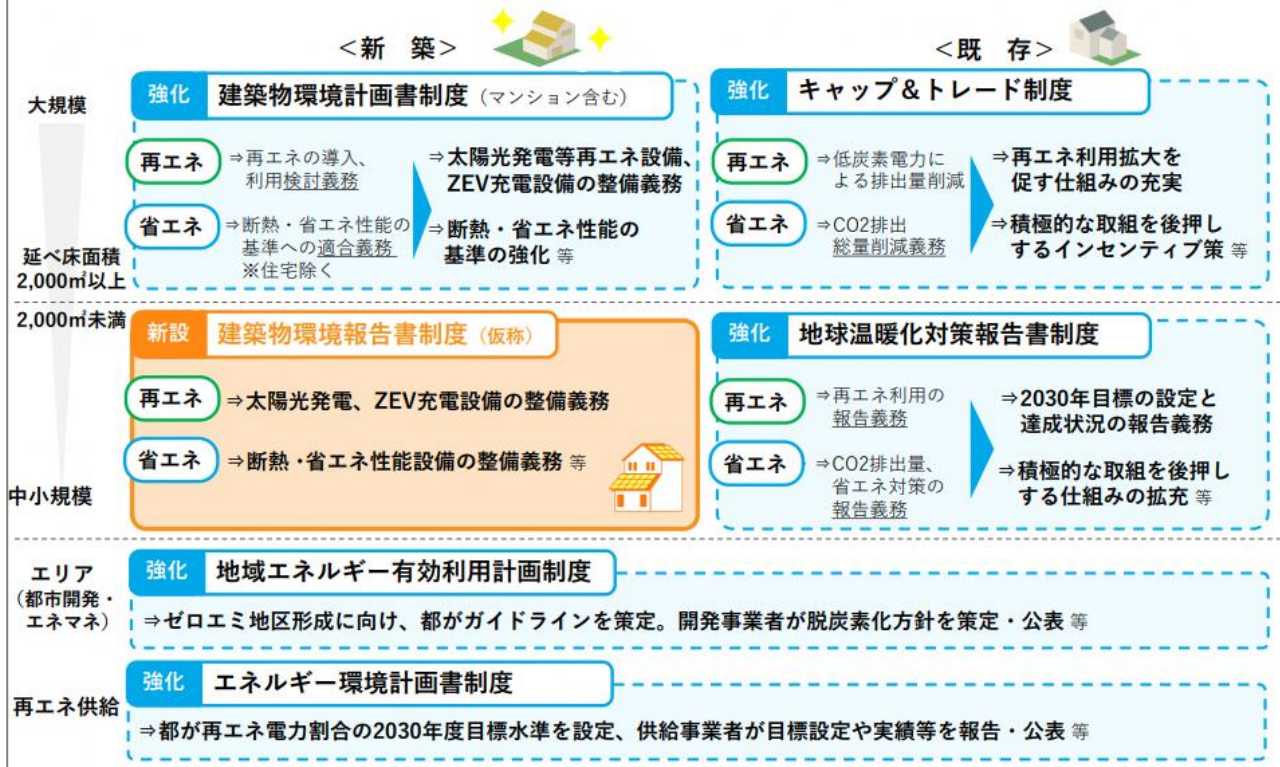 ＜新　築＞
＜既　存＞
大規模
強化　建築物環境計画書制度（マンション含む）
再エネ
⇒再エネの導入、
利用検討義務
⇒太陽光発電等再エネ設備、
ZEV充電設備の整備義務
省エネ
⇒断熱・省エネ性能の
基準への適合義務
※住宅除く
⇒断熱・省エネ性能の
基準の強化 等
強化　キャップ＆トレード制度
再エネ
⇒低炭素電力に
よる排出量削減
⇒再エネ利用拡大を
促す仕組みの充実
省エネ
⇒CO2排出
総量削減義務
⇒積極的な取組を後押し
するインセンティブ策 等
延べ床面積
2,000㎡以上
2,000㎡未満
新設　建築物環境報告書制度（仮称）
再エネ
⇒太陽光発電、ZEV充電設備の整備義務
省エネ
⇒断熱・省エネ性能設備の整備義務 等
強化　地球温暖化対策報告書制度
再エネ
⇒再エネ利用の
報告義務
⇒2030年目標の設定と
達成状況の報告義務
省エネ
⇒CO2排出量、
省エネ対策の
報告義務
⇒積極的な取組を後押し
する仕組みの拡充 等
中小規模
エリア
（都市開発・
エネマネ）
強化　地域エネルギー有効利用計画制度
⇒ゼロエミ地区形成に向け、都がガイドラインを策定。開発事業者が脱炭素化方針を策定・公表 等
再エネ供給
強化　エネルギー環境計画書制度
⇒都が再エネ電力割合の2030年度目標水準を設定、供給事業者が目標設定や実績等を報告・公表 等